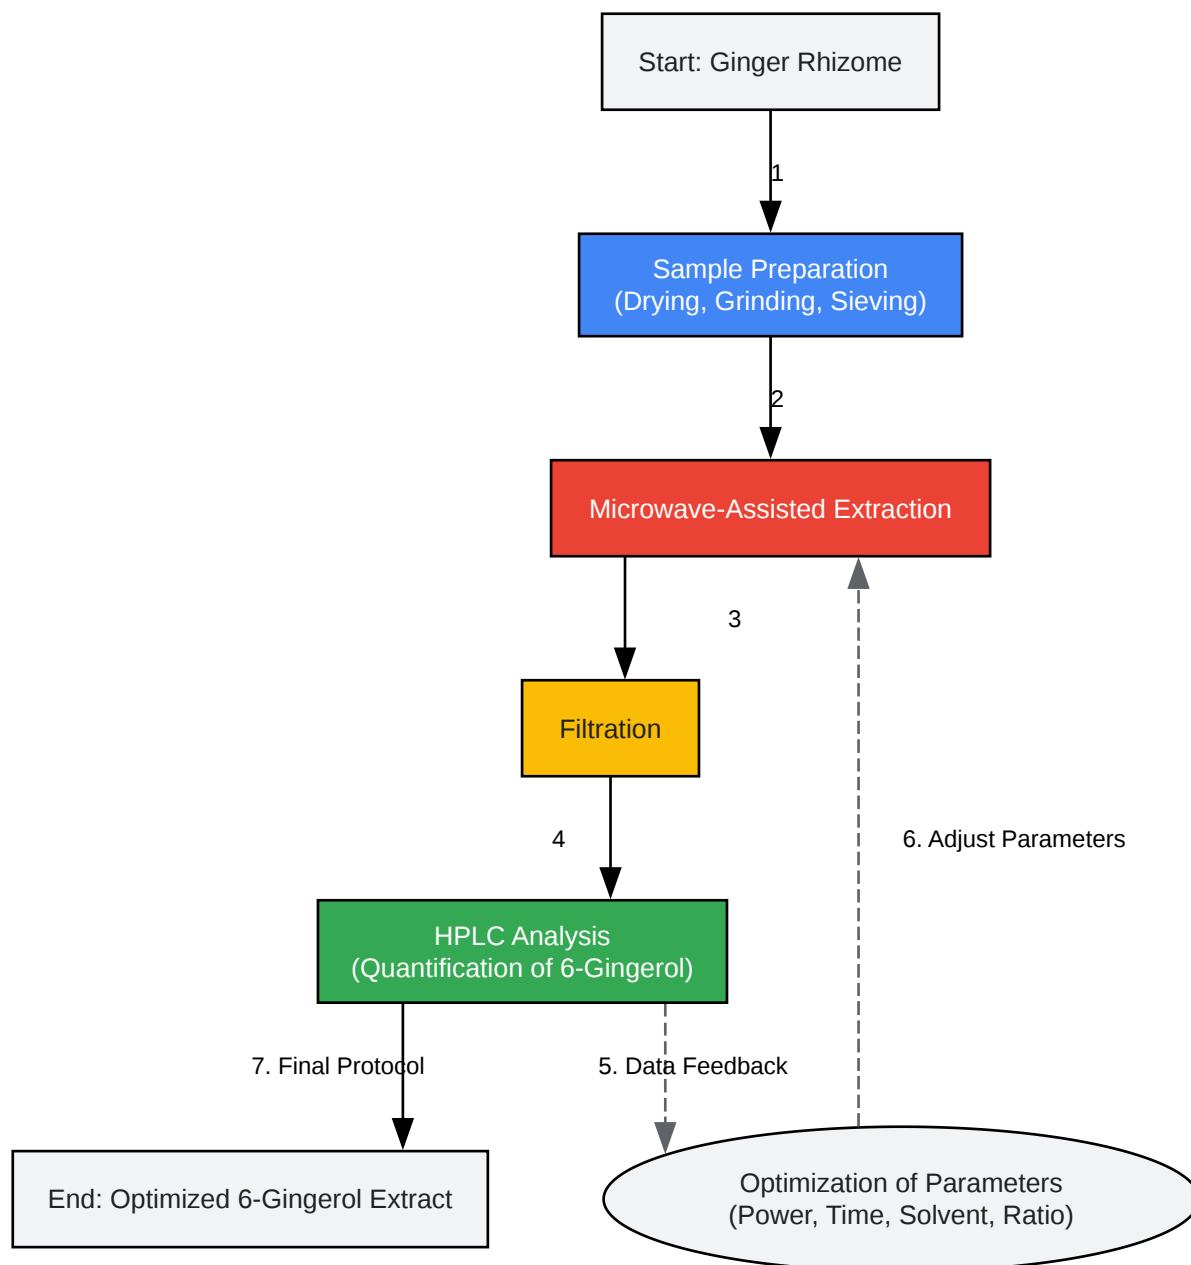 Start: Ginger Rhizome
1
Sample Preparation
(Drying, Grinding, Sieving)
2
Microwave-Assisted Extraction
3
Filtration
4
6. Adjust Parameters
HPLC Analysis
(Quantification of 6-Gingerol)
7. Final Protocol
5. Data Feedback
End: Optimized 6-Gingerol Extract
Optimization of Parameters
(Power, Time, Solvent, Ratio)